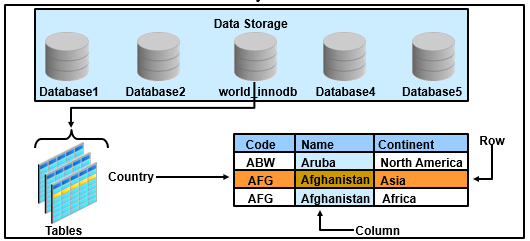 Data Storage
Database1 Database2 world_innodb Database4 Database5
Code Name Continent
Row
ABW Aruba North America
Country
AFG Afghanistan Asia
AFG Afghanistan Africa
Tables
Column